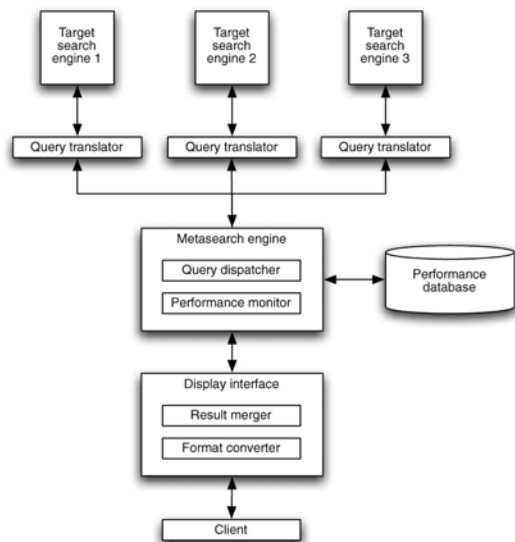 Target
search
engine 1
Target
search
engine 2
Target
search
engine 3
Query translator
Query translator
Query translator
Metasearch engine
Query dispatcher
Performance monitor
Performance
database
Display interface
Result merger
Format converter
Client